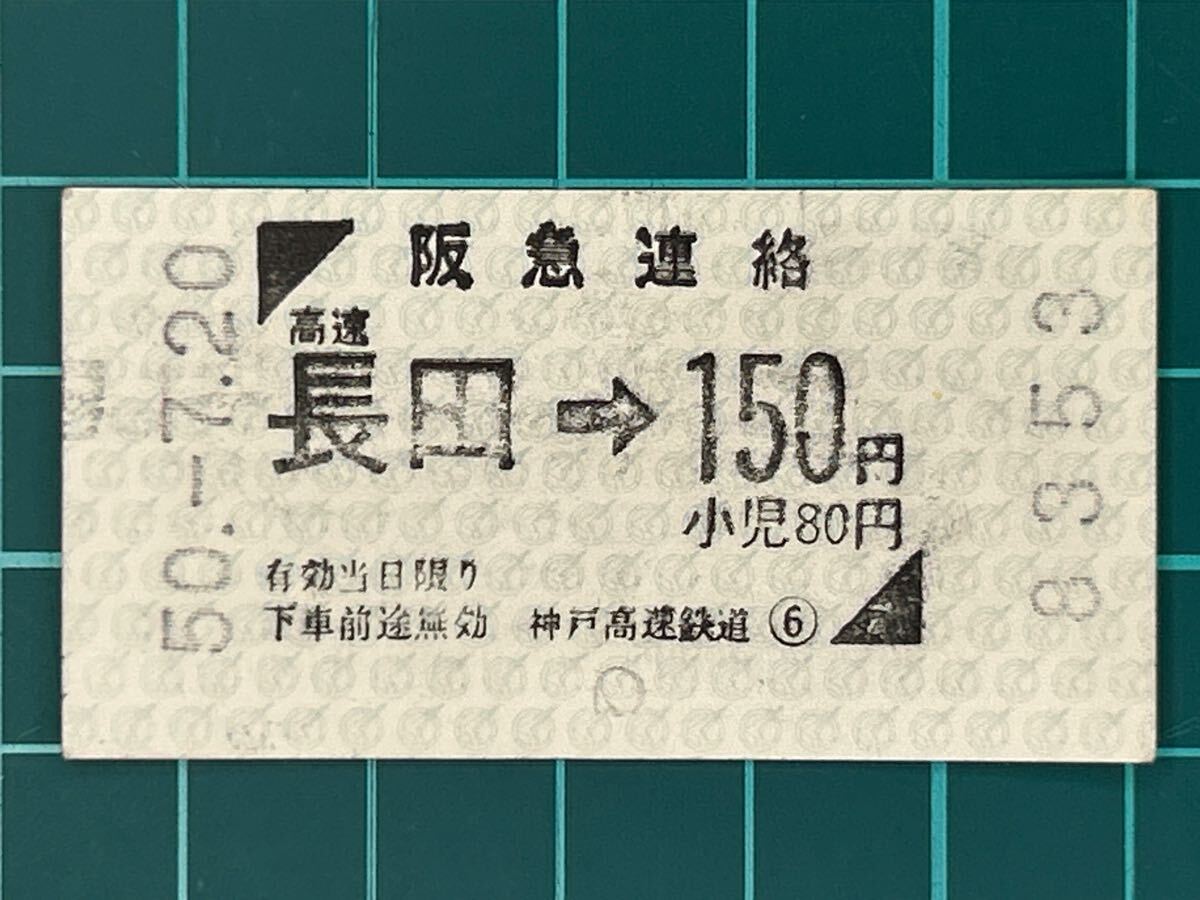 阪急連絡
高速
長田→150円
小児80円
有効当日限り
下車前途無効 神戸高速鉄道 ⑥
50.-7.20
8353